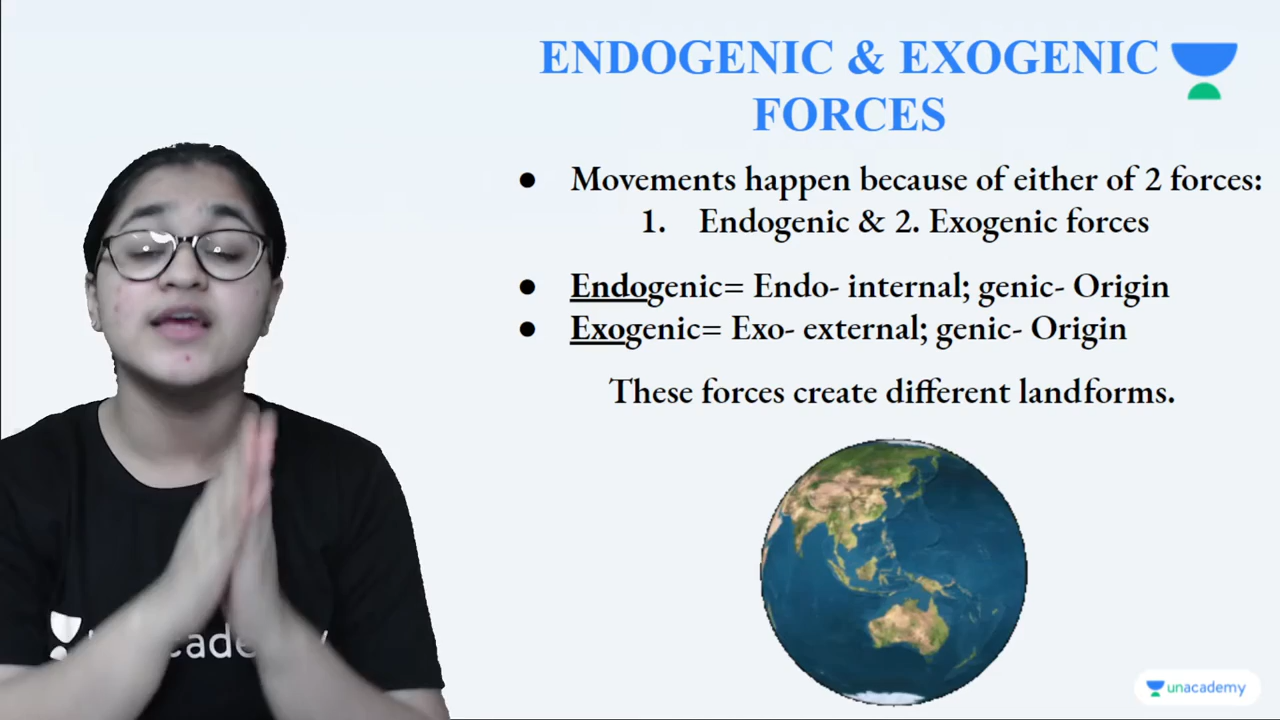 ENDOGENIC & EXOGENIC
FORCES
● Movements happen because of either of 2 forces:
1. Endogenic & 2. Exogenic forces
● Endogenic= Endo- internal; genic- Origin
● Exogenic= Exo- external; genic- Origin
These forces create different landforms.
unacademy